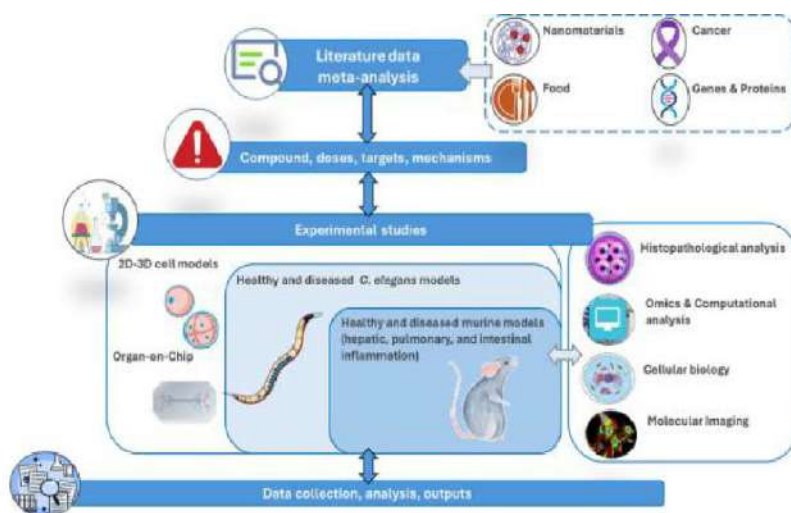 Literature data
meta-analysis
Nanomaterials
Cancer
Food
Genes & Proteins
Compound, doses, targets, mechanisms
Experimental studies
2D-3D cell models
Organ-on-Chip
Healthy and diseased C. elegans models
Healthy and diseased murine models
(hepatic, pulmonary, and intestinal
inflammation)
Histopathological analysis
Omics & Computational
analysis
Cellular biology
Molecular Imaging
Data collection, analysis, outputs